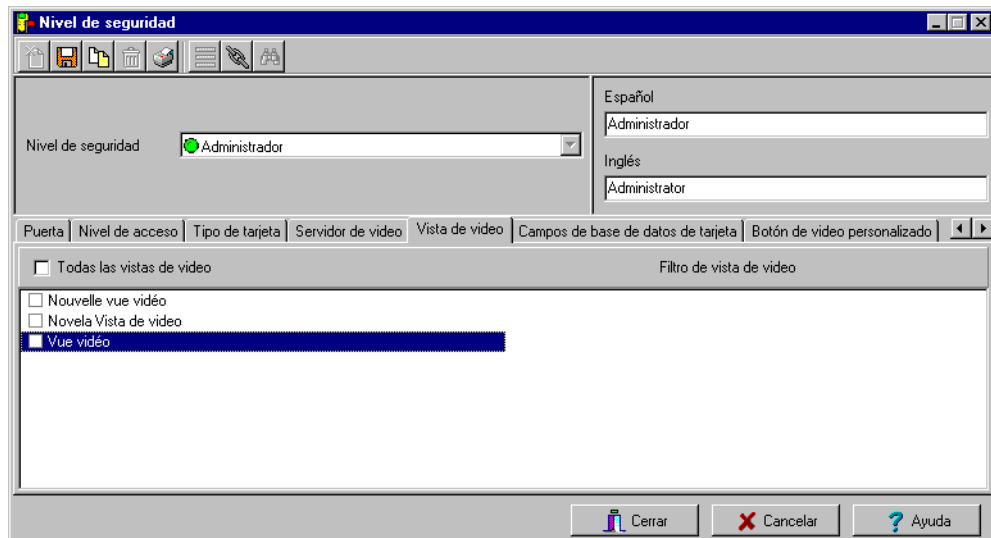 Nivel de seguridad
Español
Administrador
Nivel de seguridad
Administrador
Inglés
Administrator
Puerta Nivel de acceso Tipo de tarjeta Servidor de video Vista de video Campos de base de datos de tarjeta Botón de video personalizado
Todas las vistas de video Filtro de vista de video
Nouvelle vue vidéo
Novela Vista de video
Vue vidéo
Cerrar Cancelar Ayuda